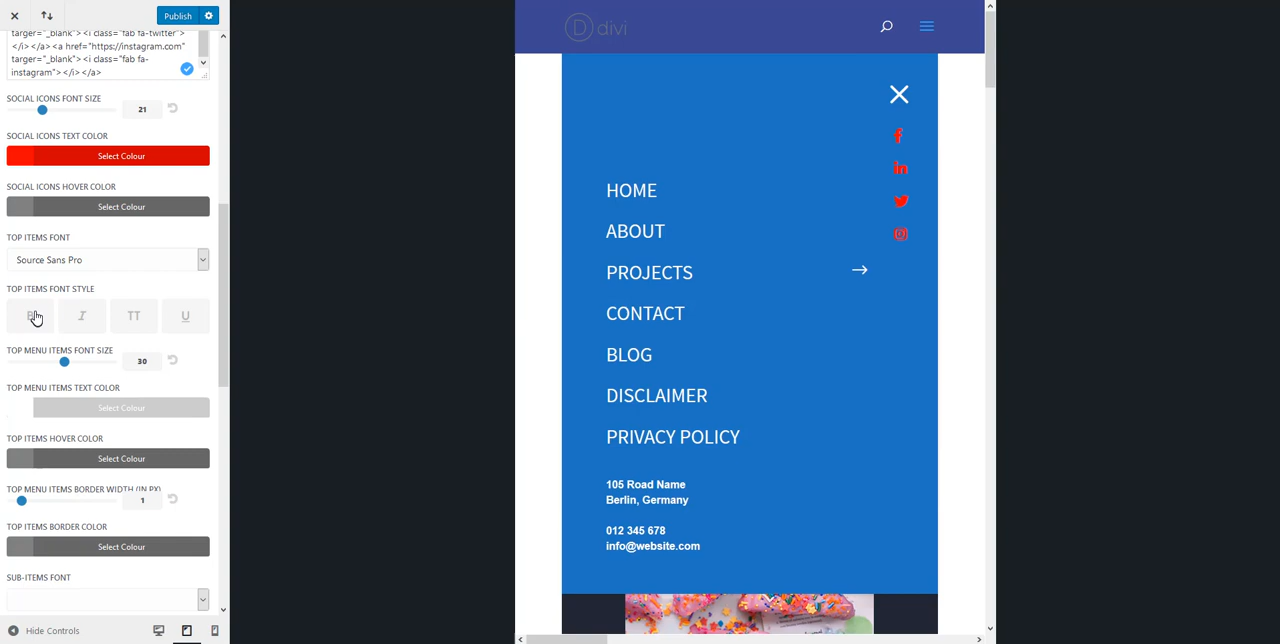 Publish
target="_blank"><i class="fab fa-twitter">
</i></a><a href="https://instagram.com"
target="_blank"><i class="fab fa-
instagram"></i></a>
SOCIAL ICONS FONT SIZE
21
SOCIAL ICONS TEXT COLOR
Select Colour
SOCIAL ICONS HOVER COLOR
Select Colour
TOP ITEMS FONT
Source Sans Pro
TOP ITEMS FONT STYLE
B I TT U
TOP MENU ITEMS FONT SIZE
30
TOP MENU ITEMS TEXT COLOR
Select Colour
TOP ITEMS HOVER COLOR
Select Colour
TOP MENU ITEMS BORDER WIDTH (IN PX)
1
TOP ITEMS BORDER COLOR
Select Colour
SUB-ITEMS FONT
Hide Controls
D divi
HOME
ABOUT
PROJECTS
CONTACT
BLOG
DISCLAIMER
PRIVACY POLICY
105 Road Name
Berlin, Germany
012 345 678
info@website.com